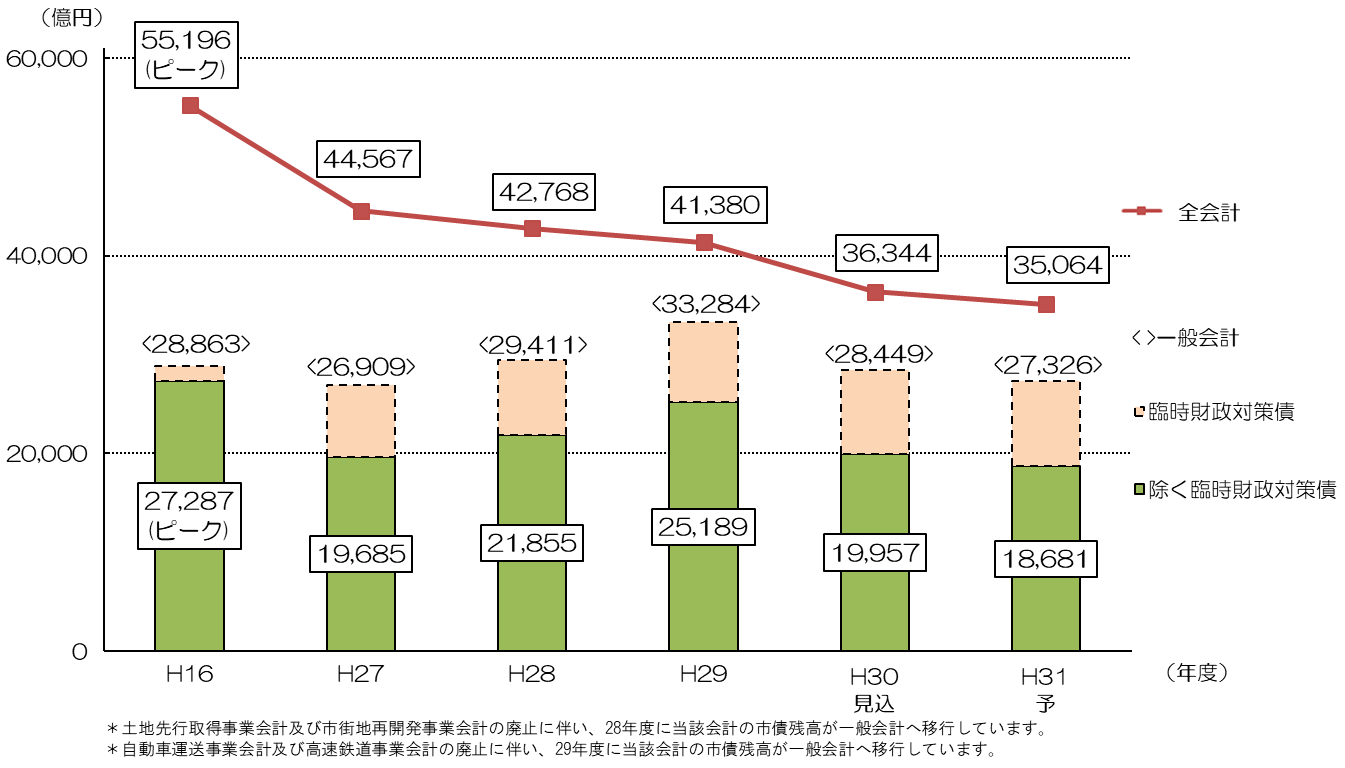 （億円）
60,000
40,000
20,000
0
55,196
(ピーク)
44,567
42,768
41,380
36,344
35,064
<28,863>
<26,909>
<29,411>
<33,284>
<28,449>
<27,326>
27,287
(ピーク)
19,685
21,855
25,189
19,957
18,681
H16
H27
H28
H29
H30
見込
H31
予
（年度）
全会計
< >一般会計
臨時財政対策債
除く臨時財政対策債
＊土地先行取得事業会計及び市街地再開発事業会計の廃止に伴い、28年度に当該会計の市債残高が一般会計へ移行しています。
＊自動車運送事業会計及び高速鉄道事業会計の廃止に伴い、29年度に当該会計の市債残高が一般会計へ移行しています。